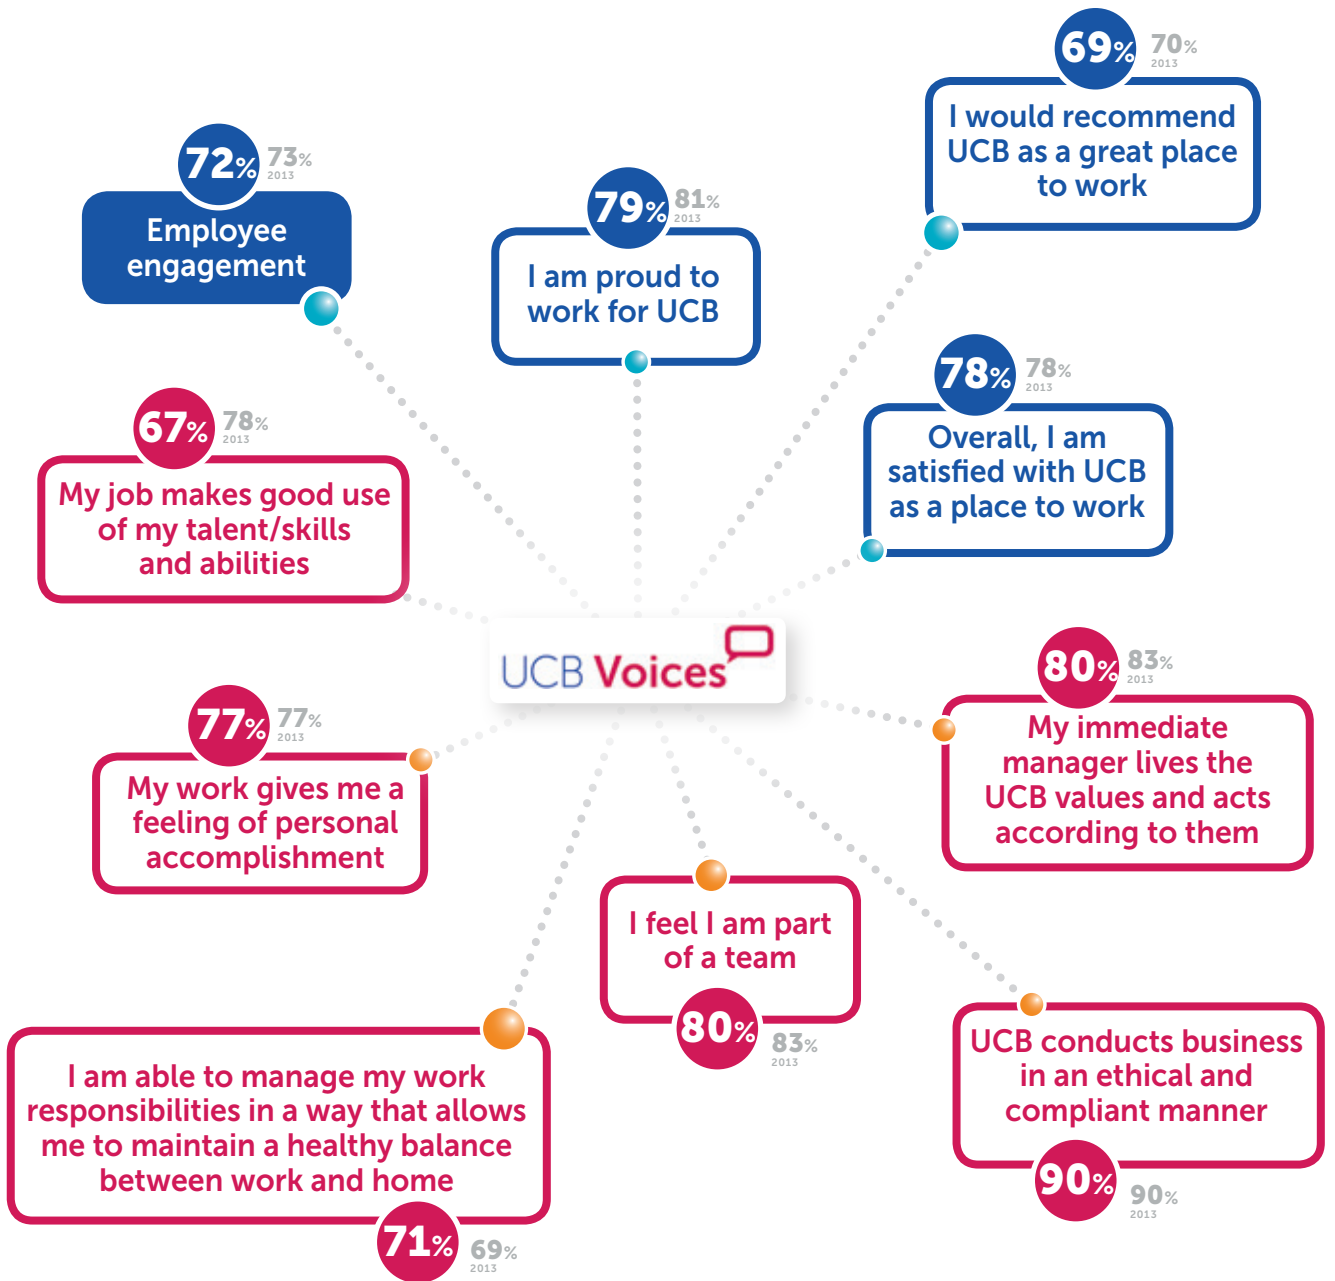 69% 70%
2013
I would recommend
UCB as a great place
to work
72% 73%
2013
Employee
engagement
79% 81%
2013
I am proud to
work for UCB
78% 78%
2013
Overall, I am
satisfied with UCB
as a place to work
67% 78%
2013
My job makes good use
of my talent/skills
and abilities
UCB Voices
80% 83%
2013
My immediate
manager lives the
UCB values and acts
according to them
77% 77%
2013
My work gives me a
feeling of personal
accomplishment
I feel I am part
of a team
80% 83%
2013
UCB conducts business
in an ethical and
compliant manner
90% 90%
2013
I am able to manage my work
responsibilities in a way that allows
me to maintain a healthy balance
between work and home
71% 69%
2013